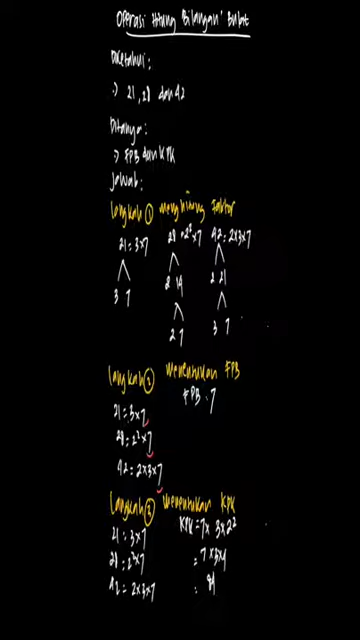 Operasi Hitung Bilangan Bulat
Diketahui:
→ 21, 28 dan 42
Ditanya:
→ FPB dan KPK
Jawab:
Langkah ① menghitung Faktor
21 = 3 × 7 28 = 2² × 7 42 = 2×3×7
2 14 2 21
3 7
2 7 3 7
Langkah ② menentukan FPB
21 = 3 × 7 FPB = 7
28 = 2² × 7
42 = 2 × 3 × 7
Langkah ③ menentukan KPK
KPK = 7 × 3 × 2²
21 = 3 × 7
28 = 2² × 7 = 7 × 3 × 4
42 = 2 × 3 × 7 = 84